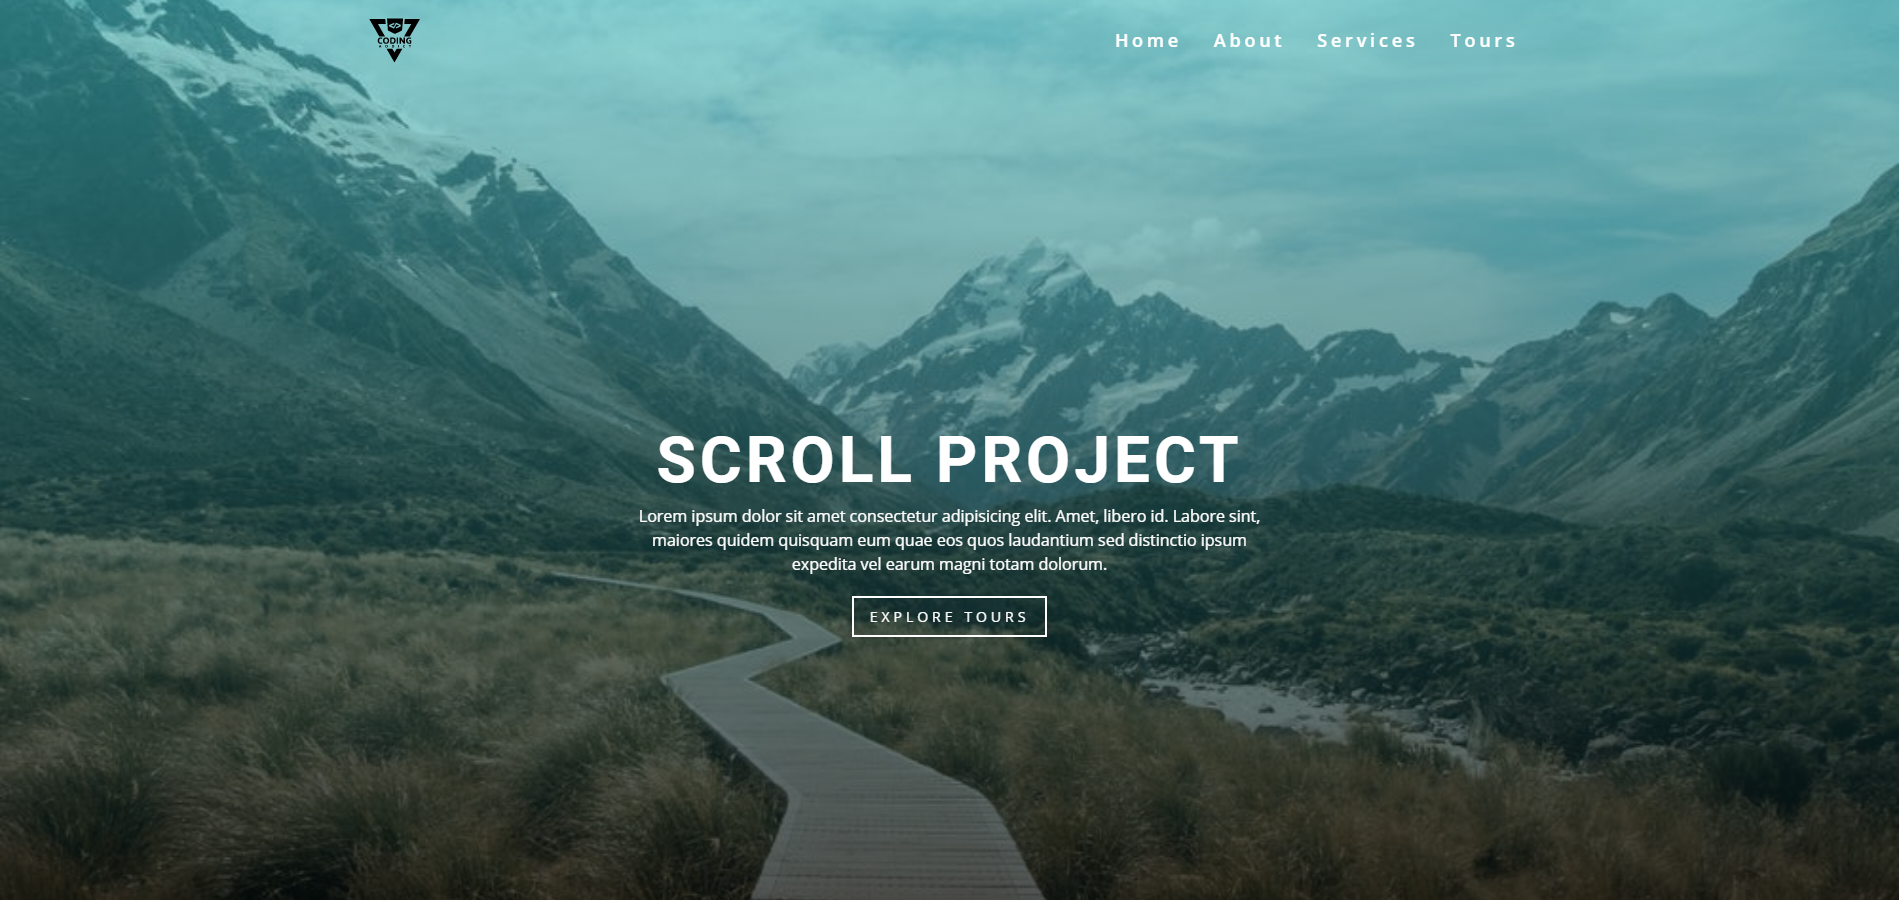 CODING
ADDICT
Home About Services Tours
SCROLL PROJECT
Lorem ipsum dolor sit amet consectetur adipisicing elit. Amet, libero id. Labore sint,
maiores quidem quisquam eum quae eos quos laudantium sed distinctio ipsum
expedita vel earum magni totam dolorum.
EXPLORE TOURS